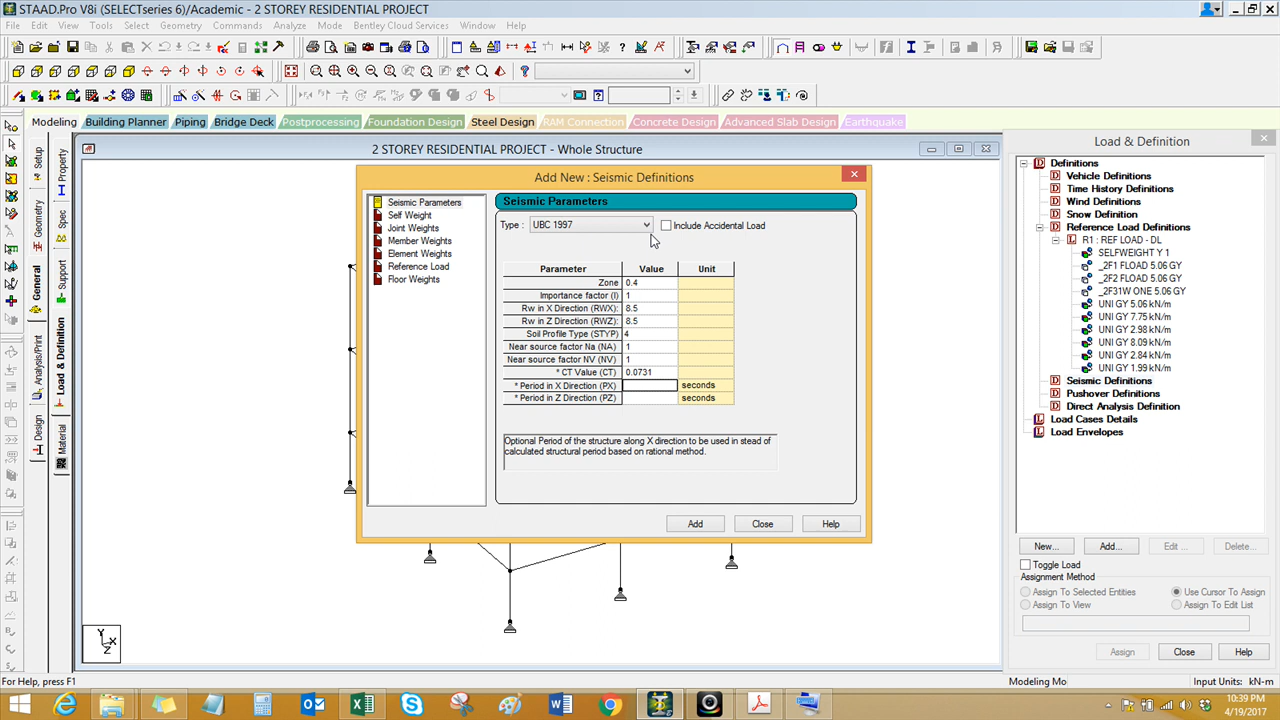 STAAD.Pro V8i (SELECTseries 6)/Academic - 2 STOREY RESIDENTIAL PROJECT
File Edit View Tools Select Geometry Commands Analyze Mode Bentley Cloud Services STAAD Window Help
Modeling Building Planner Piping Bridge Deck Postprocessing Foundation Design Steel Design RAM Connection Concrete Design Advanced Slab Design Earthquake
Setup
Geometry
General
Analysis/Print
Design
Property
Spec
Support
Load & Definition
Material
2 STOREY RESIDENTIAL PROJECT - Whole Structure
Add New : Seismic Definitions
Seismic Parameters
Self Weight
Joint Weights
Member Weights
Element Weights
Reference Load
Floor Weights
Seismic Parameters
Type : UBC 1997 Include Accidental Load
Parameter Value Unit
Zone 0.4
Importance factor (I) 1
Rw in X Direction (RWX): 8.5
Rw in Z Direction (RWZ): 8.5
Soil Profile Type (STYP) 4
Near source factor Na (NA) 1
Near source factor NV (NV) 1
* CT Value (CT) 0.0731
* Period in X Direction (PX) seconds
* Period in Z Direction (PZ) seconds
Optional Period of the structure along X direction to be used in stead of
calculated structural period based on rational method.
Add Close Help
Y
X
Z
Load & Definition
Definitions
Vehicle Definitions
Time History Definitions
Wind Definitions
Snow Definition
Reference Load Definitions
R1 : REF LOAD - DL
SELFWEIGHT Y 1
_2F1 FLOAD 5.06 GY
_2F2 FLOAD 5.06 GY
_2F31W ONE 5.06 GY
UNI GY 5.06 kN/m
UNI GY 7.75 kN/m
UNI GY 2.98 kN/m
UNI GY 8.09 kN/m
UNI GY 2.84 kN/m
UNI GY 1.99 kN/m
Seismic Definitions
Pushover Definitions
Direct Analysis Definition
Load Cases Details
Load Envelopes
New... Add... Edit ... Delete...
Toggle Load
Assignment Method
Assign To Selected Entities Use Cursor To Assign
Assign To View Assign To Edit List
Assign Close Help
For Help, press F1
Modeling Mo Input Units: kN-m
10:39 PM
4/19/2017